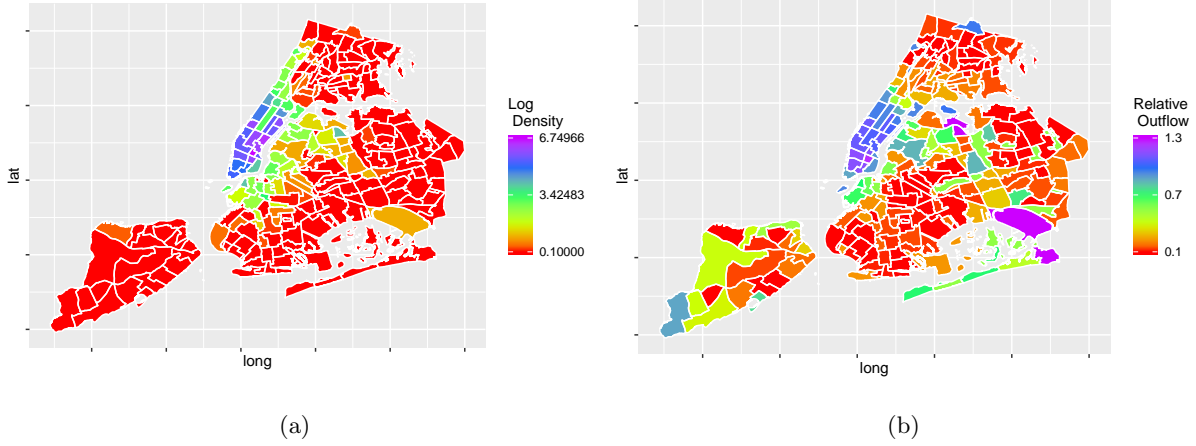 lat
long
Log
Density
6.74966
3.42483
0.10000
(a)
lat
long
Relative
Outflow
1.3
0.7
0.1
(b)